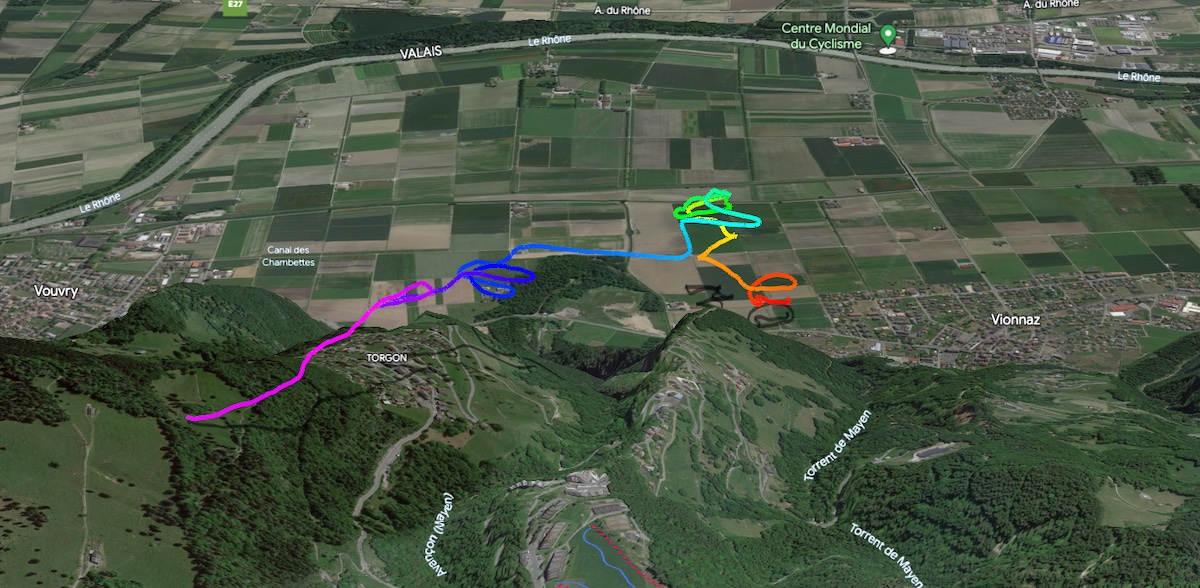 E27
A. du Rhône
A. du Rhône
Centre Mondial
du Cyclisme
VALAIS
Le Rhône
Le Rhône
Le Rhône
Canal des
Chambettes
Vouvry
Vionnaz
TORGON
Torrent de Mayen
Avançon (Mayen)
Torrent de Mayen